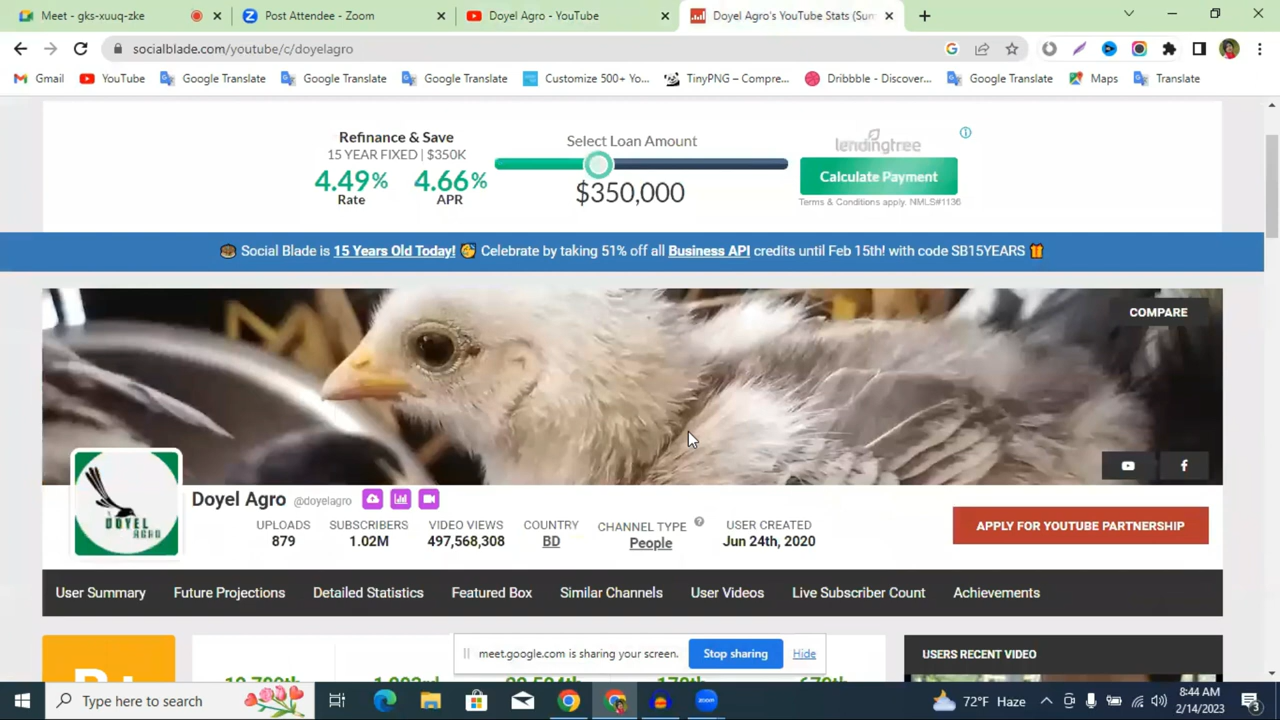 Meet - gks-xuuq-zke
Post Attendee - Zoom
Doyel Agro - YouTube
Doyel Agro's YouTube Stats (Sum
socialblade.com/youtube/c/doyelagro
Gmail
YouTube
Google Translate
Google Translate
Google Translate
Customize 500+ Yo...
TinyPNG – Compre...
Dribbble - Discover...
Google Translate
Maps
Translate
Refinance & Save
15 YEAR FIXED | $350K
4.49% 4.66%
Rate APR
Select Loan Amount
$350,000
lendingtree
Calculate Payment
Terms & Conditions apply. NMLS#1136
Social Blade is 15 Years Old Today! Celebrate by taking 51% off all Business API credits until Feb 15th! with code SB15YEARS
COMPARE
DOYEL
AGRO
Doyel Agro @doyelagro
UPLOADS
879
SUBSCRIBERS
1.02M
VIDEO VIEWS
497,568,308
COUNTRY
BD
CHANNEL TYPE
People
USER CREATED
Jun 24th, 2020
APPLY FOR YOUTUBE PARTNERSHIP
User Summary
Future Projections
Detailed Statistics
Featured Box
Similar Channels
User Videos
Live Subscriber Count
Achievements
meet.google.com is sharing your screen.
Stop sharing
Hide
USERS RECENT VIDEO
Type here to search
72°F Haze
8:44 AM
2/14/2023
3